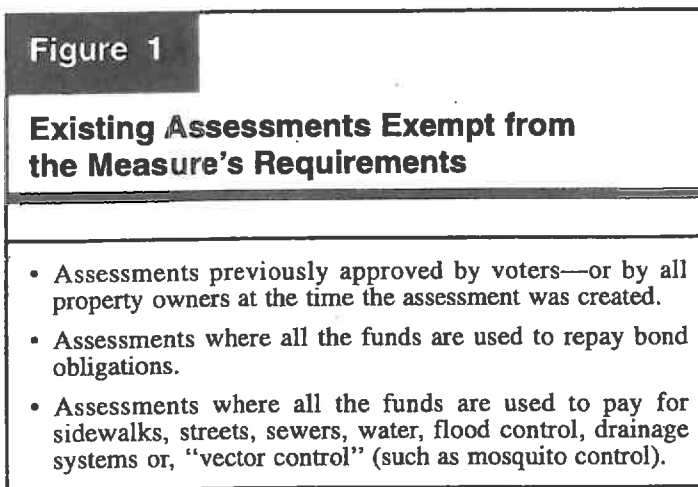 Figure 1
Existing Assessments Exempt from
the Measure's Requirements
• Assessments previously approved by voters—or by all
property owners at the time the assessment was created.
• Assessments where all the funds are used to repay bond
obligations.
• Assessments where all the funds are used to pay for
sidewalks, streets, sewers, water, flood control, drainage
systems or, “vector control” (such as mosquito control).